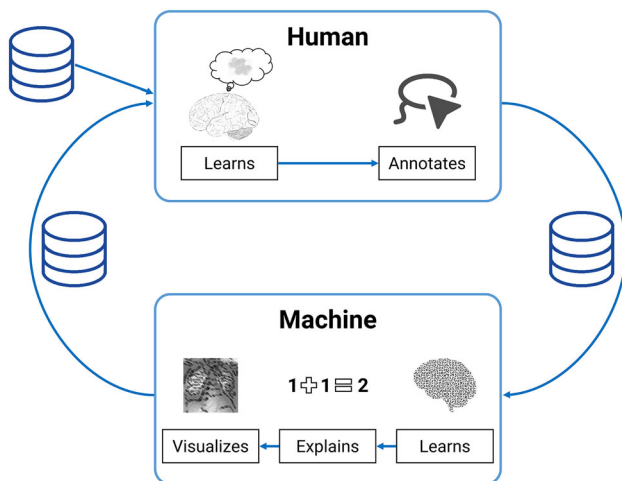 Human
Learns
Annotates
Machine
1+1=2
Visualizes
Explains
Learns